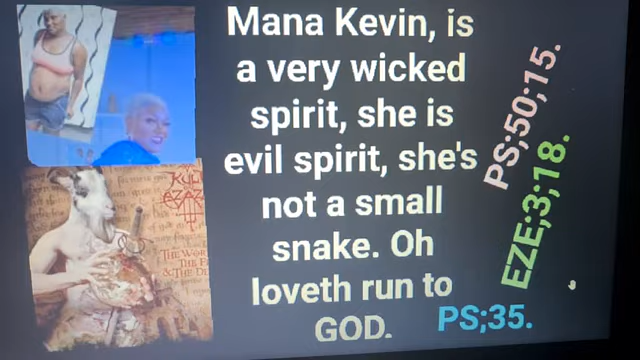 Mana Kevin, is
a very wicked
spirit, she is
evil spirit, she's
not a small
snake. Oh
loveth run to
GOD.
PS;50;15.
EZE;3;18.
PS;35.